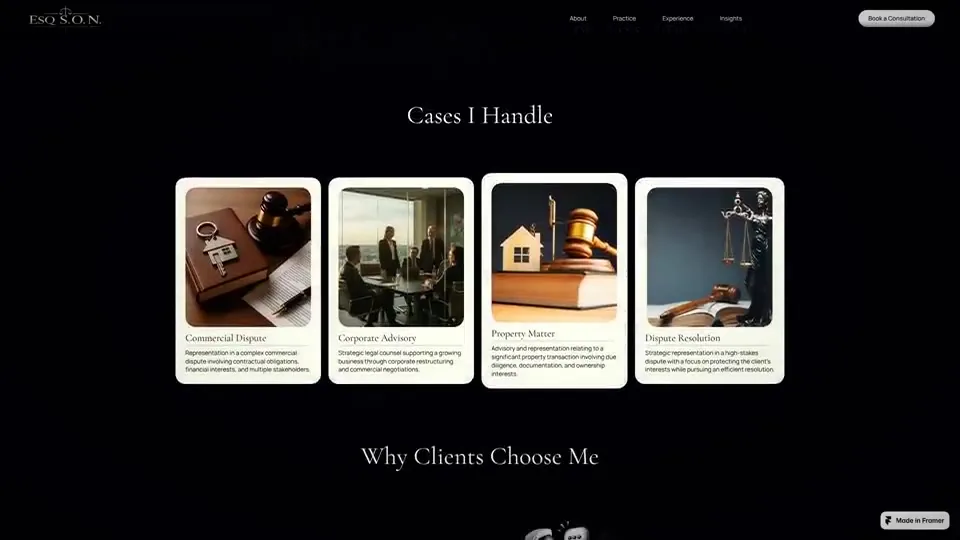 ESQ S.O.N.
About
Practice
Experience
Insights
Book a Consultation
Cases I Handle
Commercial Dispute
Representation in a complex commercial
dispute involving contractual obligations,
financial interests, and multiple stakeholders.
Corporate Advisory
Strategic legal counsel supporting a growing
business through corporate restructuring
and commercial negotiations.
Property Matter
Advisory and representation relating to a
significant property transaction involving due
diligence, documentation, and ownership
interests.
Dispute Resolution
Strategic representation in a high-stakes
dispute with a focus on protecting the client's
interests while pursuing an efficient resolution.
Why Clients Choose Me
Made in Framer